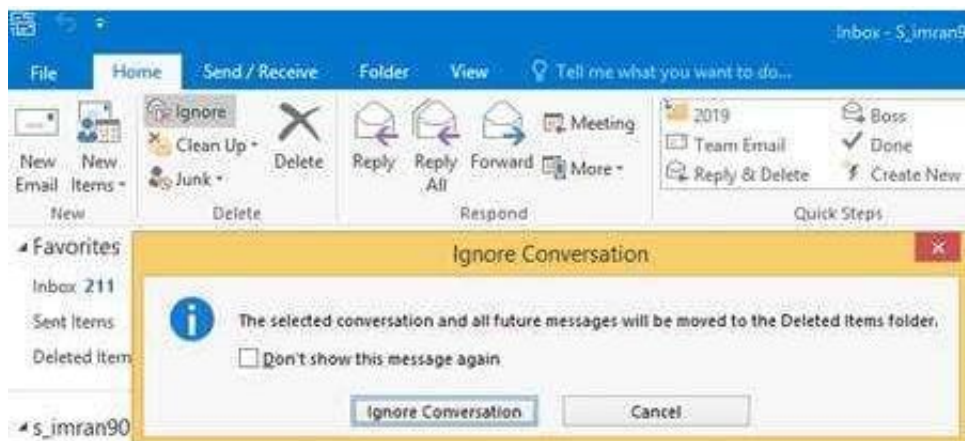 Inbox - S_imran9
File Home Send / Receive Folder View Tell me what you want to do...
New Email
New Items
Ignore
Clean Up
Junk
Delete
Reply
Reply All
Forward
Meeting
More
2019
Team Email
Reply & Delete
Boss
Done
Create New
New Delete Respond Quick Steps
Favorites
Inbox 211
Sent Items
Deleted Item
s_imran90
Ignore Conversation
The selected conversation and all future messages will be moved to the Deleted Items folder.
Don't show this message again
Ignore Conversation Cancel